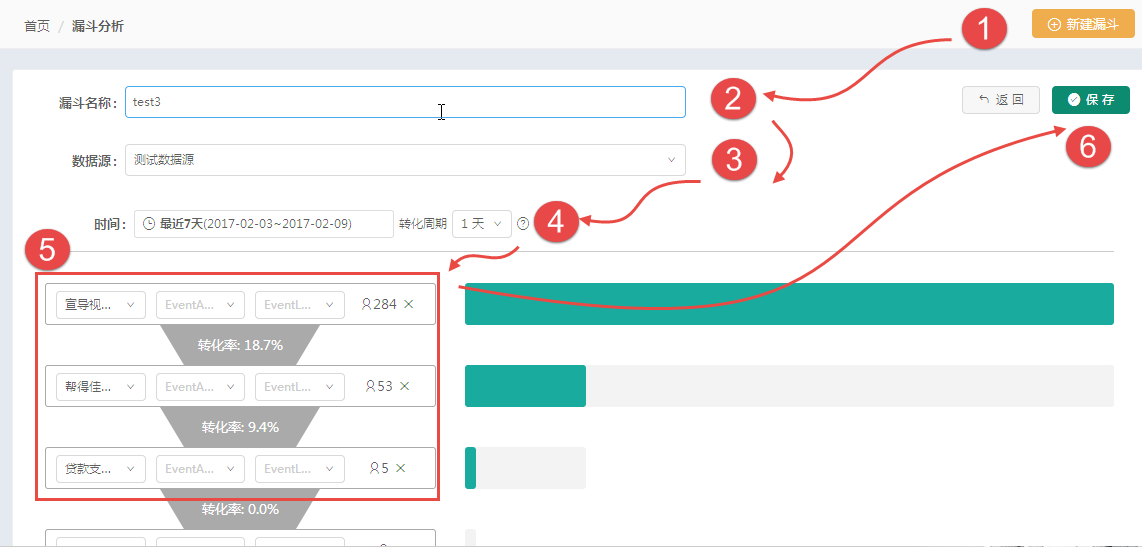 首页 / 漏斗分析
1
新建漏斗
漏斗名称: test3
2
返 回
保 存
数据源: 测试数据源
3
6
时间: 最近7天(2017-02-03~2017-02-09) 转化周期 1 天 ?
4
5
宣导视... EventA... EventL... 284 ×
转化率: 18.7%
帮得佳... EventA... EventL... 53 ×
转化率: 9.4%
贷款支... EventA... EventL... 5 ×
转化率: 0.0%